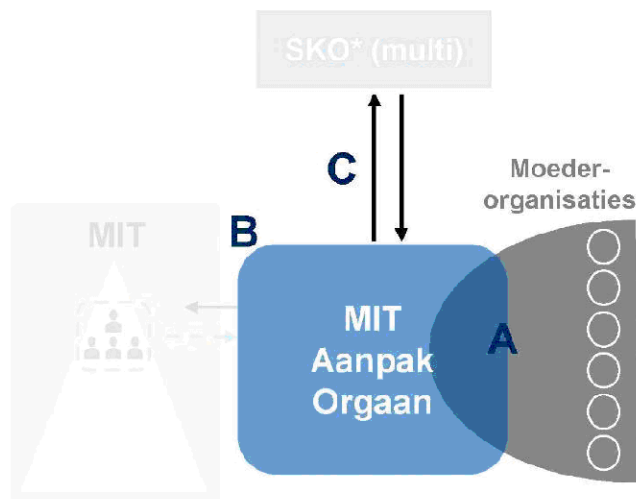 SKO* (multi)
C
Moeder-
organisaties
MIT
B
MIT
Aanpak
Orgaan
A